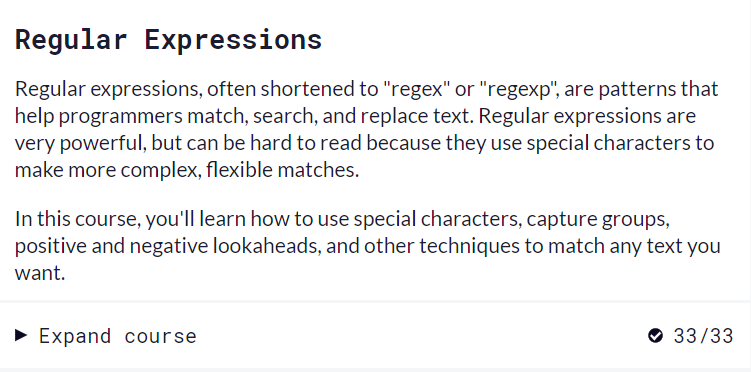 Regular Expressions
Regular expressions, often shortened to "regex" or "regexp", are patterns that
help programmers match, search, and replace text. Regular expressions are
very powerful, but can be hard to read because they use special characters to
make more complex, flexible matches.
In this course, you'll learn how to use special characters, capture groups,
positive and negative lookaheads, and other techniques to match any text you
want.
Expand course 33/33